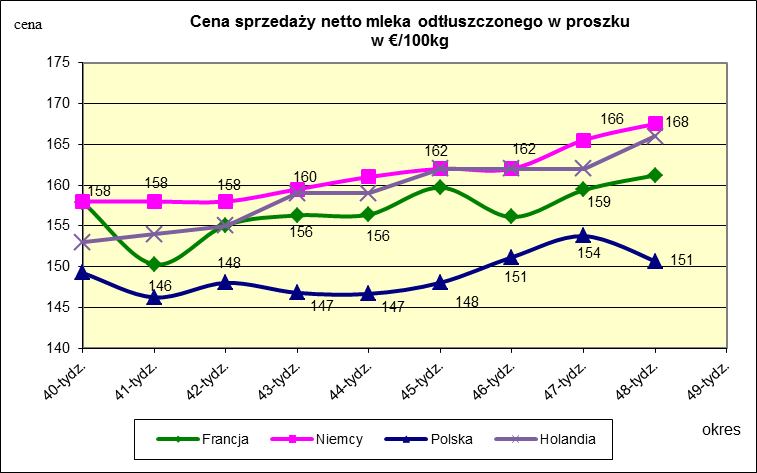 cena
Cena sprzedaży netto mleka odtłuszczonego w proszku
w €/100kg
175
170
165
160
155
150
145
140
158
158
158
160
162
162
166
168
156
156
159
146
148
147
147
148
151
154
151
40-tydz.
41-tydz.
42-tydz.
43-tydz.
44-tydz.
45-tydz.
46-tydz.
47-tydz.
48-tydz.
49-tydz.
okres
Francja Niemcy Polska Holandia